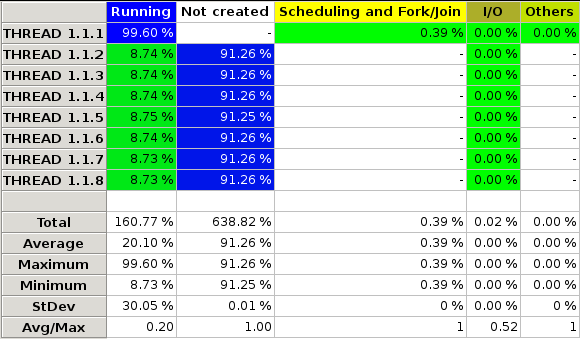 Running Not created Scheduling and Fork/Join I/O Others
THREAD 1.1.1 99.60 % - 0.39 % 0.00 % 0.00 %
THREAD 1.1.2 8.74 % 91.26 % - 0.00 % -
THREAD 1.1.3 8.74 % 91.26 % - 0.00 % -
THREAD 1.1.4 8.74 % 91.26 % - 0.00 % -
THREAD 1.1.5 8.75 % 91.25 % - 0.00 % -
THREAD 1.1.6 8.74 % 91.26 % - 0.00 % -
THREAD 1.1.7 8.73 % 91.26 % - 0.00 % -
THREAD 1.1.8 8.73 % 91.26 % - 0.00 % -
Total 160.77 % 638.82 % 0.39 % 0.02 % 0.00 %
Average 20.10 % 91.26 % 0.39 % 0.00 % 0.00 %
Maximum 99.60 % 91.26 % 0.39 % 0.00 % 0.00 %
Minimum 8.73 % 91.25 % 0.39 % 0.00 % 0.00 %
StDev 30.05 % 0.01 % 0 % 0.00 % 0 %
Avg/Max 0.20 1.00 1 0.52 1